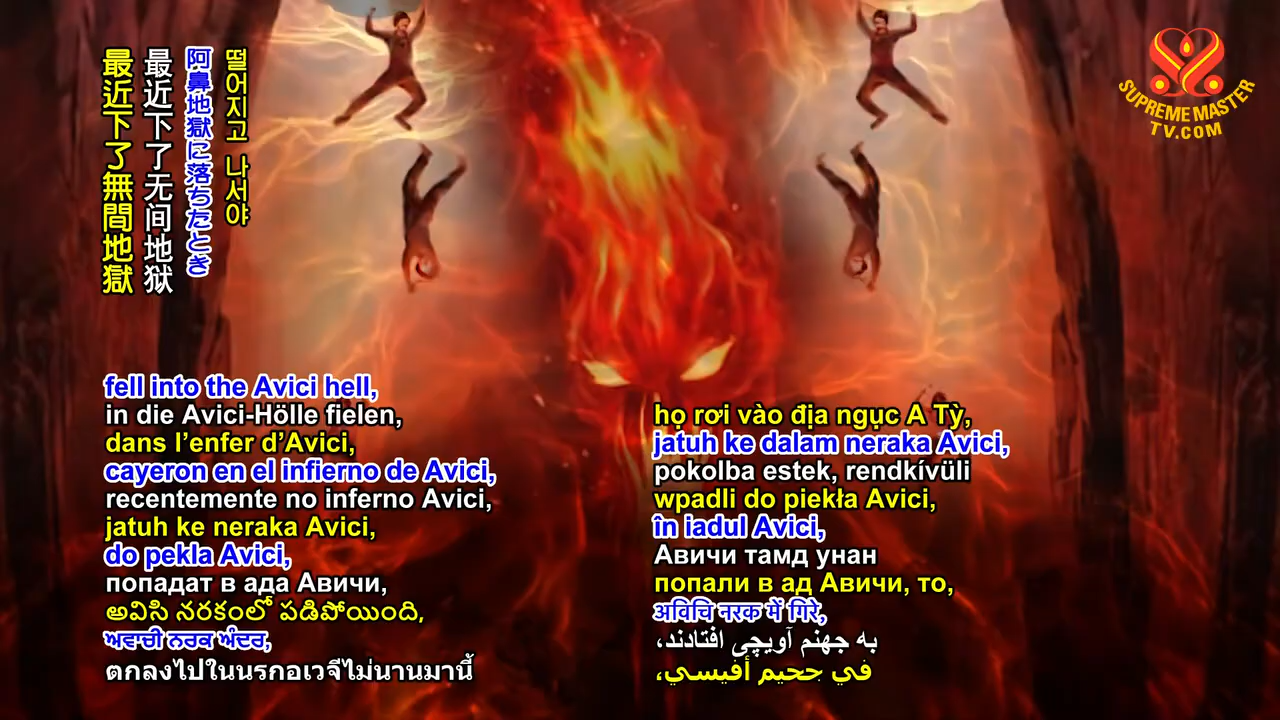 떨어지고 나서야
阿鼻地獄に落ちたとき
最近下了无间地狱
最近下了無間地獄
SUPREME MASTER
TV.COM
fell into the Avici hell,
in die Avici-Hölle fielen,
dans l’enfer d’Avici,
cayeron en el infierno de Avici,
recentemente no inferno Avici,
jatuh ke neraka Avici,
do pekla Avici,
попадат в ада Авичи,
అవిసి నరకంలో పడిపోయింది,
ਅਵਾਚੀ ਨਰਕ ਅੰਦਰ,
ตกลงไปในนรกอเวจีไม่นานมานี้
họ rơi vào địa ngục A Tỳ,
jatuh ke dalam neraka Avici,
pokolba estek, rendkívüli
wpadli do piekła Avici,
în iadul Avici,
Авичи тамд унан
попали в ад Авичи, то,
अविचि नरक में गिरे,
به جهنم آویچی افتادند،
في جحيم أفيسي،